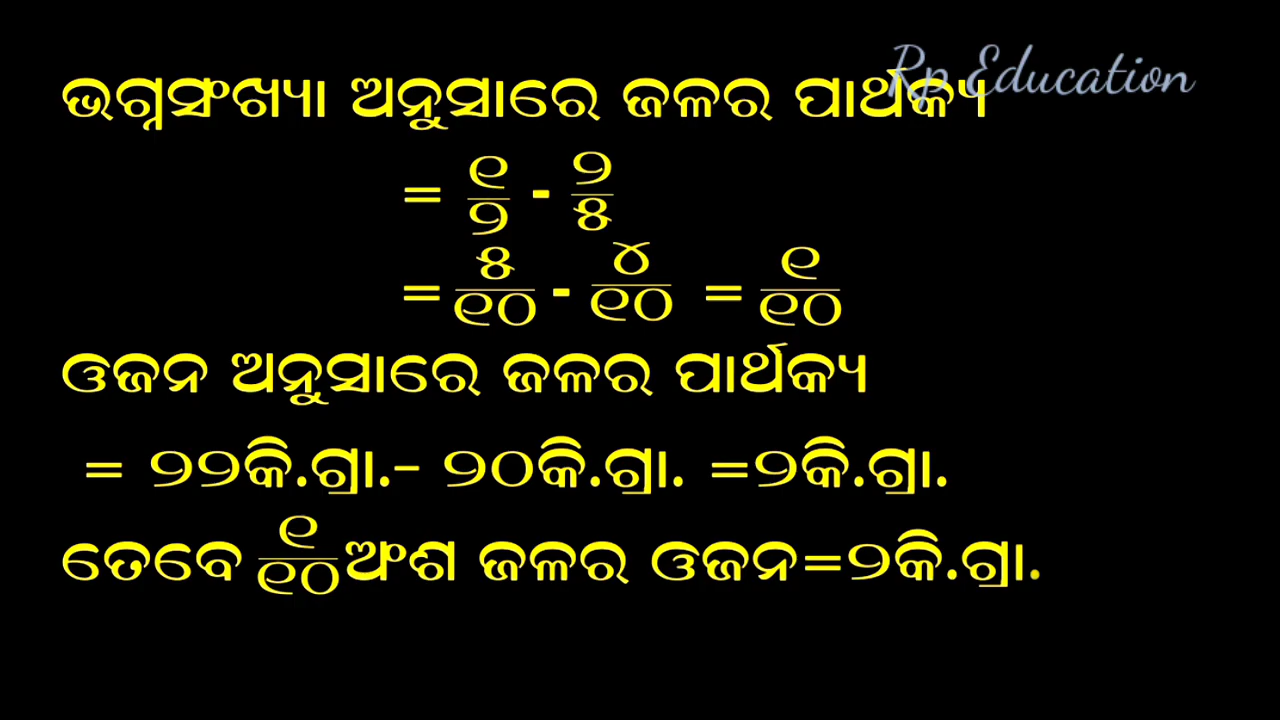 Rp Education
ଭଗ୍ନସଂଖ୍ୟା ଅନୁସାରେ ଜଳର ପାର୍ଥକ୍ୟ
= ୧/୨ - ୨/୫
= ୫/୧୦ - ୪/୧୦ = ୧/୧୦
ଓଜନ ଅନୁସାରେ ଜଳର ପାର୍ଥକ୍ୟ
= ୨୨କି.ଗ୍ରା.- ୨୦କି.ଗ୍ରା. =୨କି.ଗ୍ରା.
ତେବେ ୧/୧୦ ଅଂଶ ଜଳର ଓଜନ=୨କି.ଗ୍ରା.